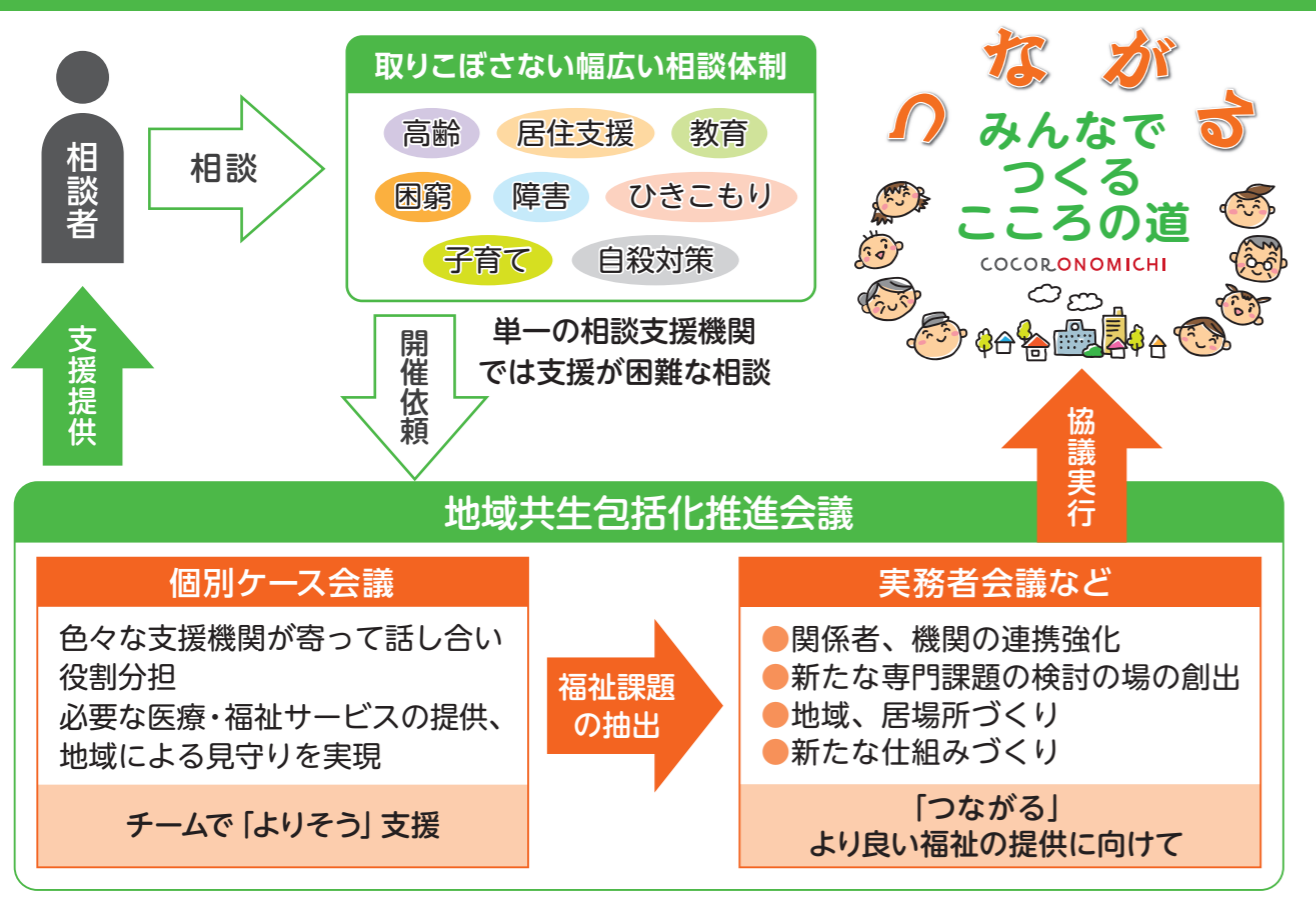 相談者
相談
取りこぼさない幅広い相談体制
高齢
居住支援
教育
困窮
障害
ひきこもり
子育て
自殺対策
つながる
みんなで
つくる
こころの道
COCORONOMICHI
支援提供
開催依頼
単一の相談支援機関
では支援が困難な相談
協議実行
地域共生包括化推進会議
個別ケース会議
色々な支援機関が寄って話し合い
役割分担
必要な医療・福祉サービスの提供、
地域による見守りを実現
チームで「よりそう」支援
福祉課題
の抽出
実務者会議など
●関係者、機関の連携強化
●新たな専門課題の検討の場の創出
●地域、居場所づくり
●新たな仕組みづくり
「つながる」
より良い福祉の提供に向けて